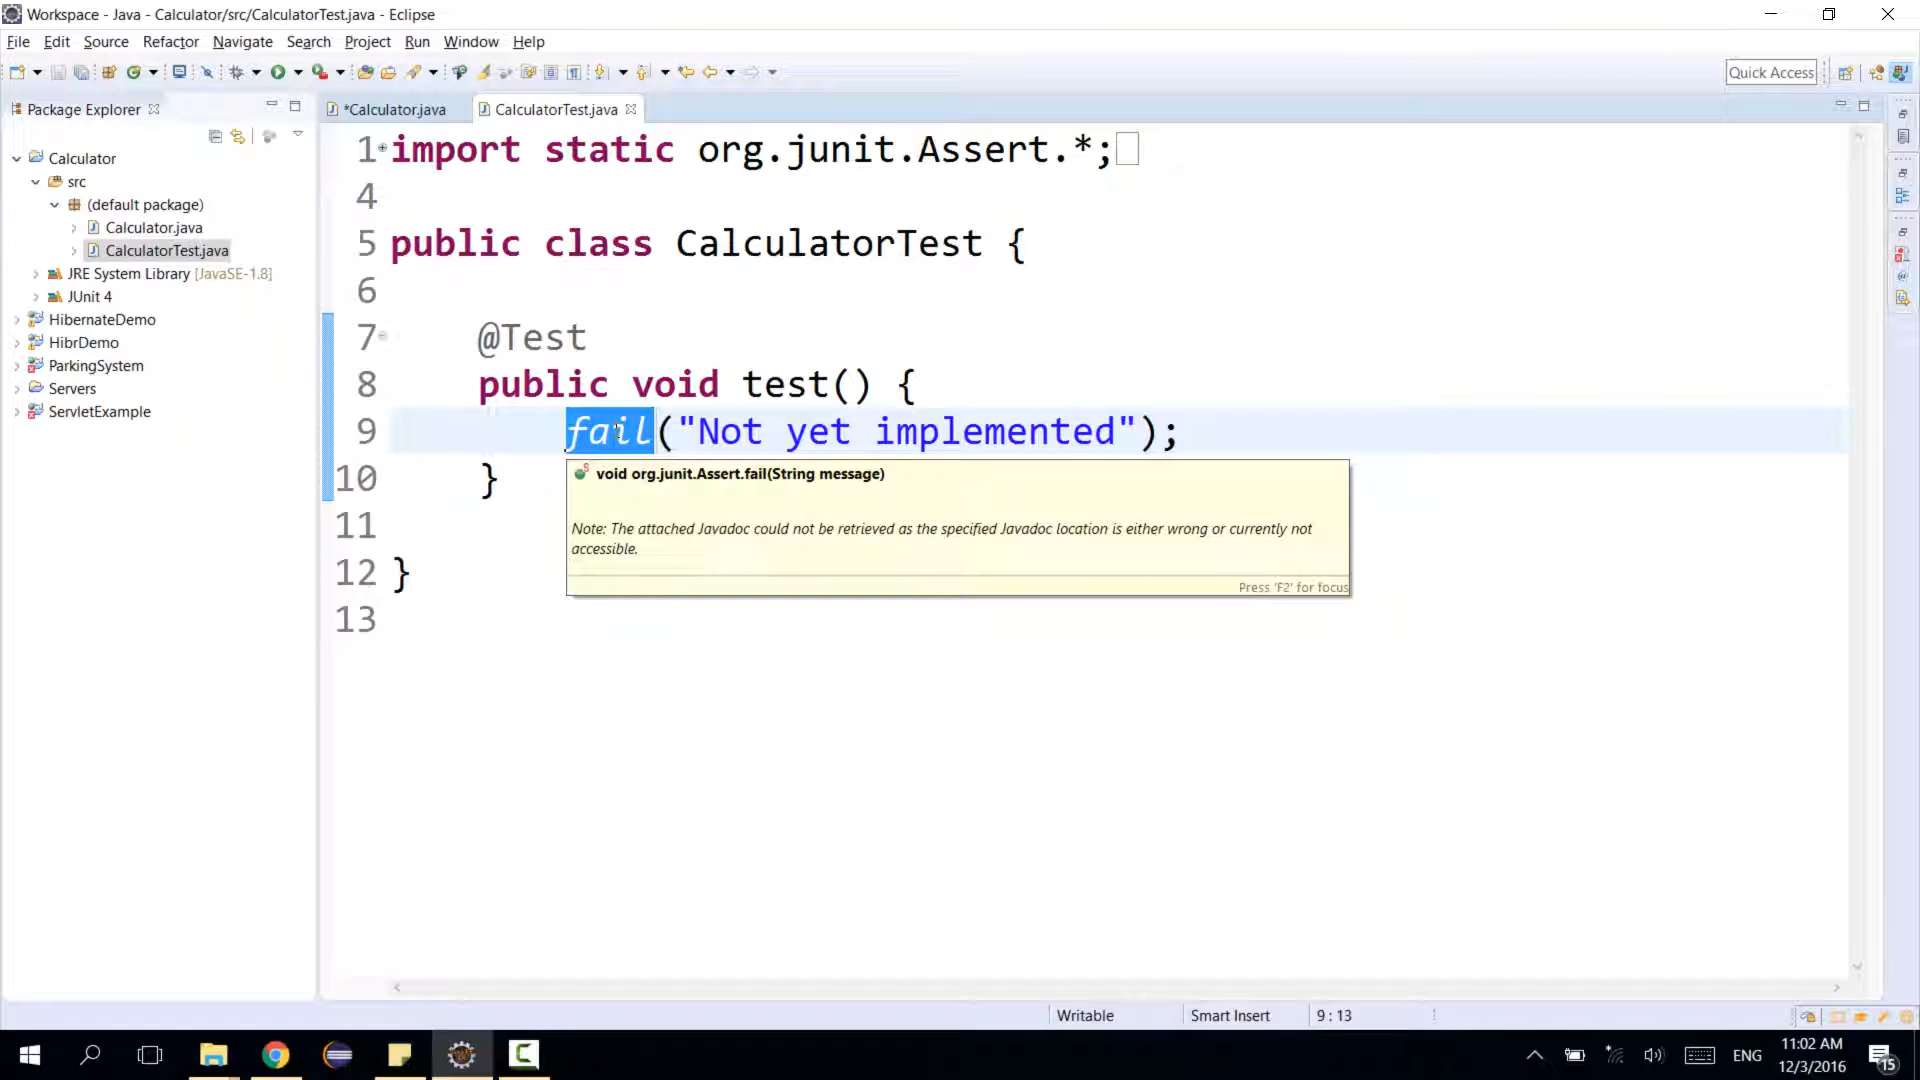 Workspace - Java - Calculator/src/CalculatorTest.java - Eclipse
File Edit Source Refactor Navigate Search Project Run Window Help
Quick Access
Package Explorer
*Calculator.java CalculatorTest.java
Calculator
src
(default package)
Calculator.java
CalculatorTest.java
JRE System Library [JavaSE-1.8]
JUnit 4
HibernateDemo
HibrDemo
ParkingSystem
Servers
ServletExample
1 import static org.junit.Assert.*;
4
5 public class CalculatorTest {
6
7 @Test
8 public void test() {
9 fail("Not yet implemented");
10 }
11
12 }
13
void org.junit.Assert.fail(String message)
Note: The attached Javadoc could not be retrieved as the specified Javadoc location is either wrong or currently not
accessible.
Press 'F2' for focus
Writable Smart Insert 9 : 13
ENG
11:02 AM
12/3/2016
15